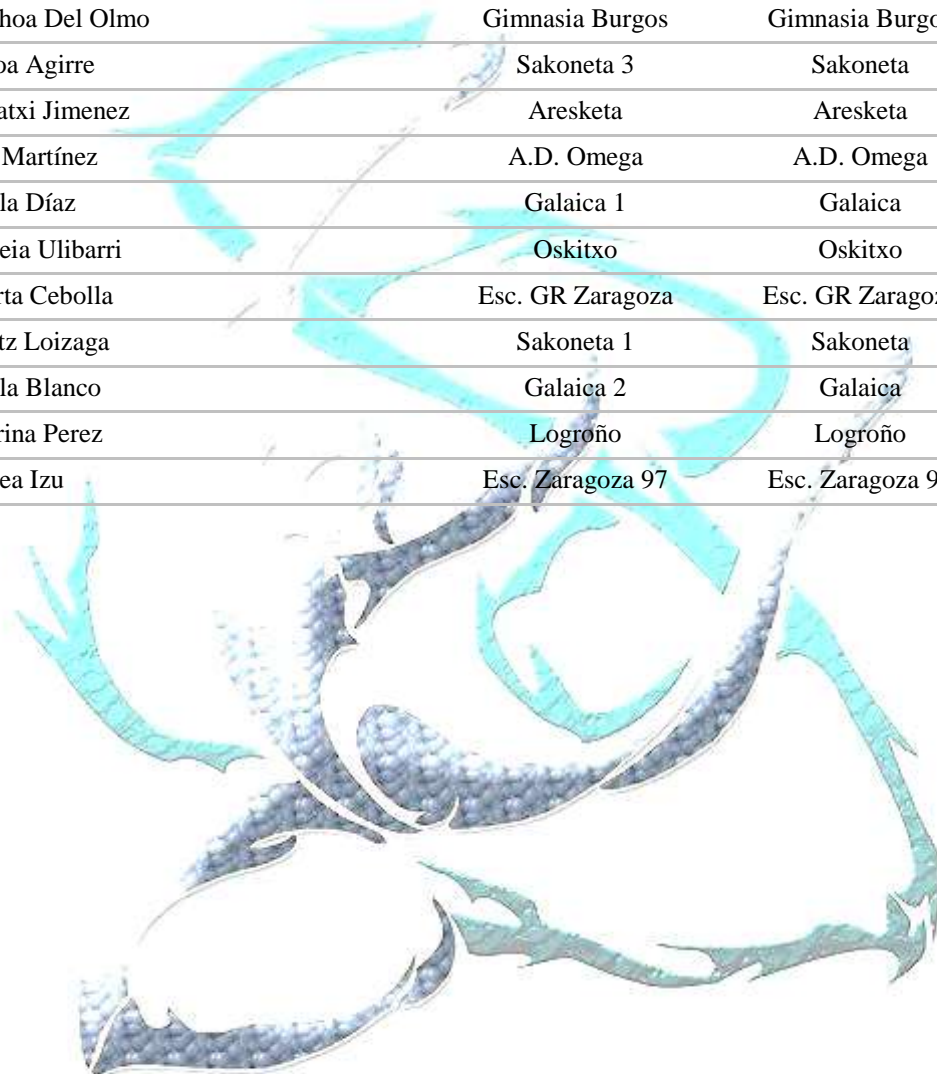 hoa Del Olmo Gimnasia Burgos Gimnasia Burgo
oa Agirre Sakoneta 3 Sakoneta
atxi Jimenez Aresketa Aresketa
Martínez A.D. Omega A.D. Omega
la Díaz Galaica 1 Galaica
eia Ulibarri Oskitxo Oskitxo
rta Cebolla Esc. GR Zaragoza Esc. GR Zaragoz
tz Loizaga Sakoneta 1 Sakoneta
la Blanco Galaica 2 Galaica
rina Perez Logroño Logroño
ea Izu Esc. Zaragoza 97 Esc. Zaragoza 9